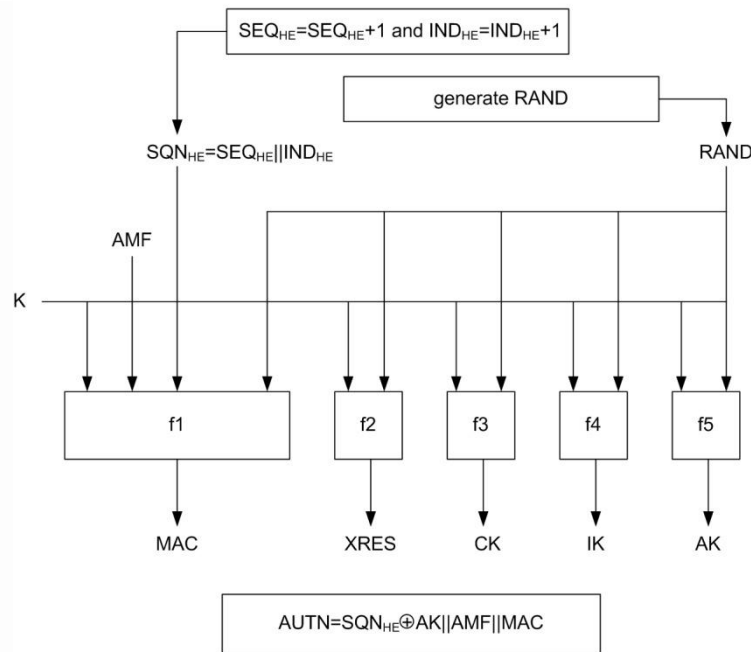 SEQHE=SEQHE+1 and INDHE=INDHE+1
generate RAND
SQNHE=SEQHE||INDHE
RAND
AMF
K
f1
f2
f3
f4
f5
MAC
XRES
CK
IK
AK
AUTN=SQNHE⊕AK||AMF||MAC